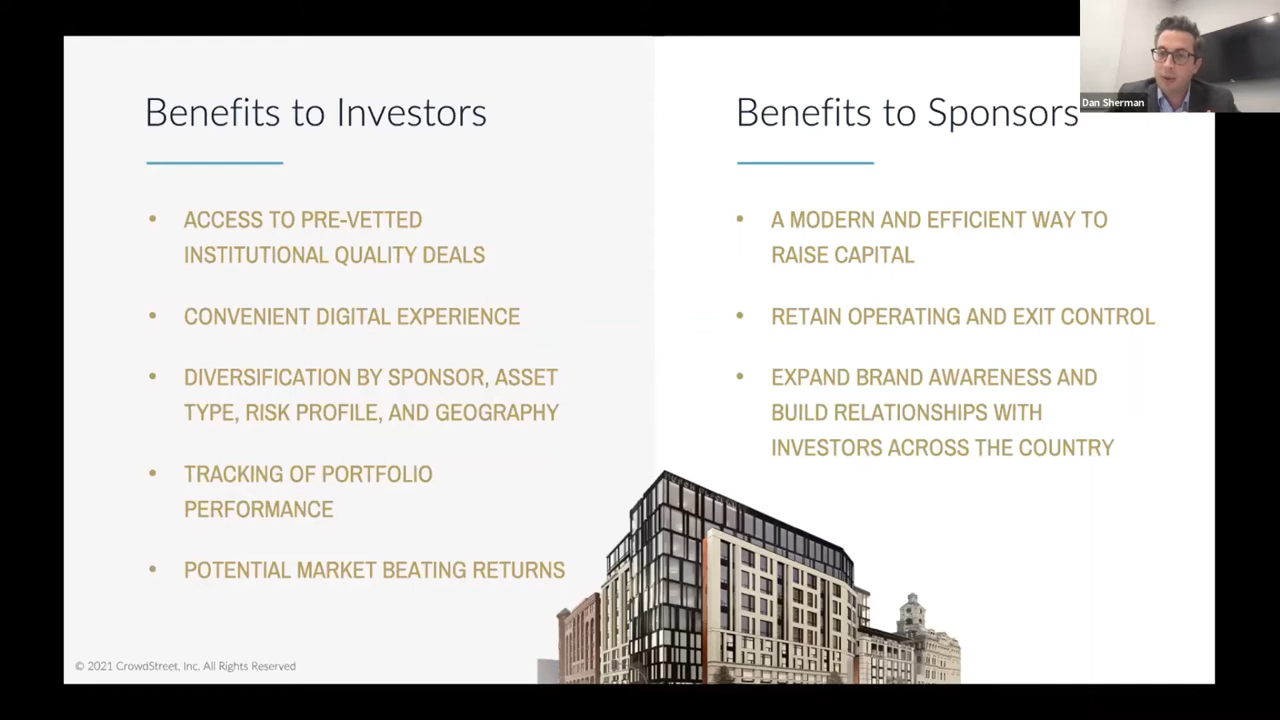 Benefits to Investors
• ACCESS TO PRE-VETTED
INSTITUTIONAL QUALITY DEALS
• CONVENIENT DIGITAL EXPERIENCE
• DIVERSIFICATION BY SPONSOR, ASSET
TYPE, RISK PROFILE, AND GEOGRAPHY
• TRACKING OF PORTFOLIO
PERFORMANCE
• POTENTIAL MARKET BEATING RETURNS
© 2021 CrowdStreet, Inc. All Rights Reserved
Benefits to Sponsors
• A MODERN AND EFFICIENT WAY TO
RAISE CAPITAL
• RETAIN OPERATING AND EXIT CONTROL
• EXPAND BRAND AWARENESS AND
BUILD RELATIONSHIPS WITH
INVESTORS ACROSS THE COUNTRY
Dan Sherman